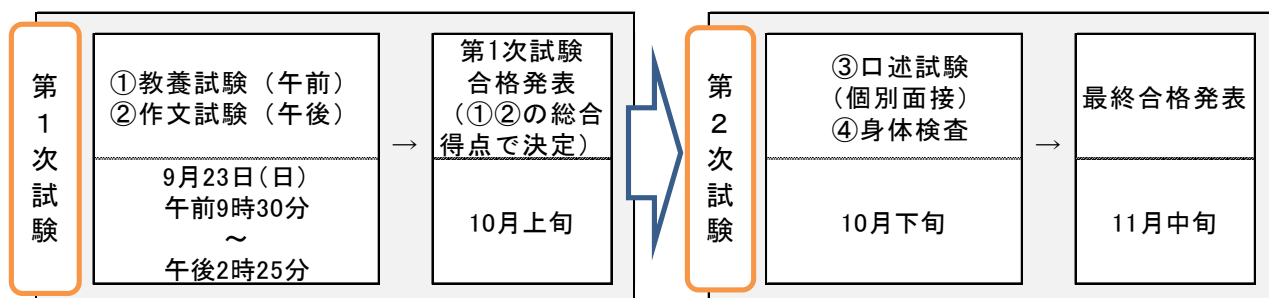 第1次試験
①教養試験（午前）
②作文試験（午後）
9月23日（日）
午前9時30分
～
午後2時25分
→
第1次試験
合格発表
（①②の総合
得点で決定）
10月上旬
第2次試験
③口述試験
（個別面接）
④身体検査
10月下旬
→
最終合格発表
11月中旬